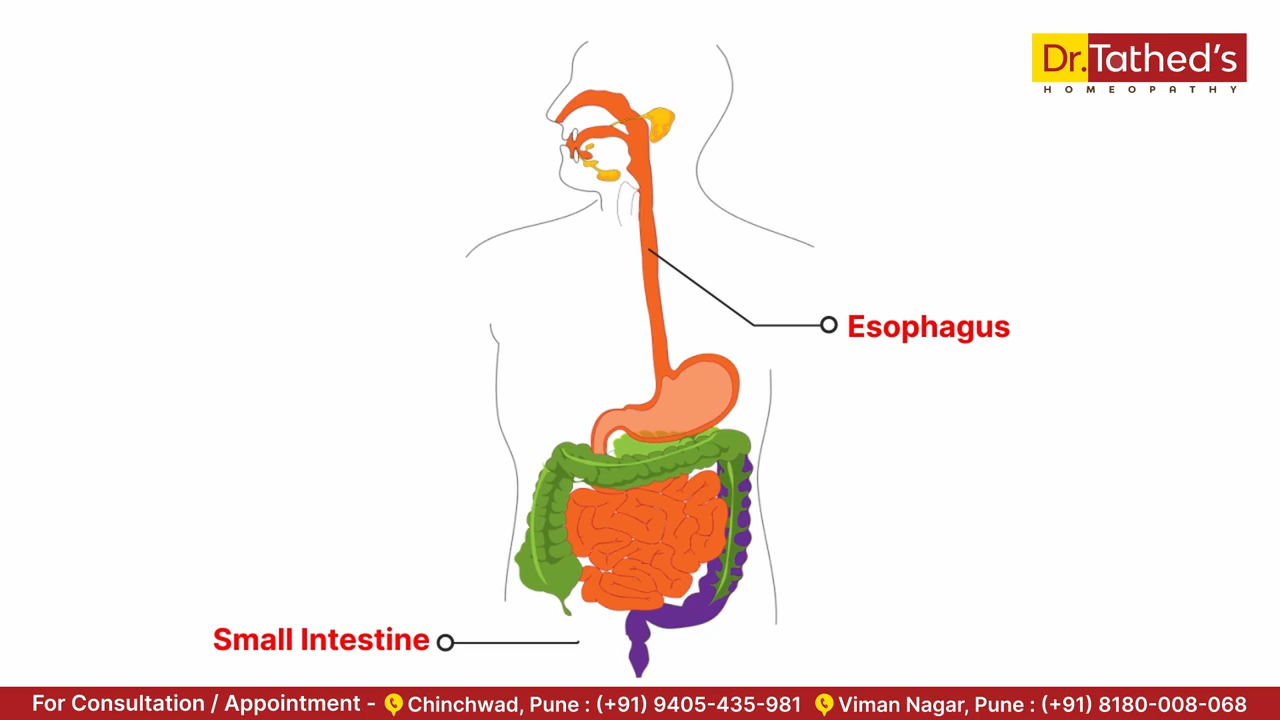 Dr.Tathed's
HOMEOPATHY
Esophagus
Small Intestine
For Consultation / Appointment - Chinchwad, Pune : (+91) 9405-435-981 Viman Nagar, Pune : (+91) 8180-008-068